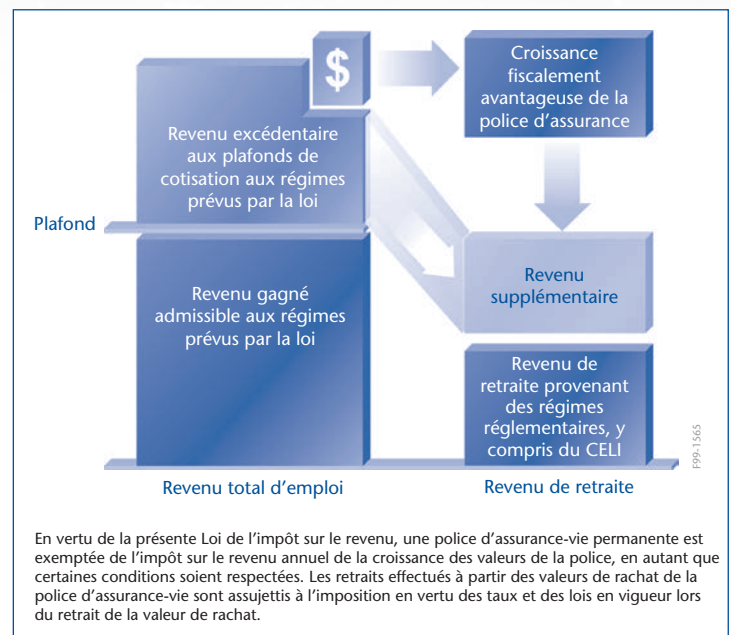 $
Croissance
fiscalement
avantageuse de la
police d'assurance
Revenu excédentaire
aux plafonds de
cotisation aux régimes
prévus par la loi
Plafond
Revenu
supplémentaire
Revenu gagné
admissible aux régimes
prévus par la loi
Revenu de
retraite provenant
des régimes
réglementaires, y
compris du CELI
F99-1565
Revenu total d'emploi
Revenu de retraite
En vertu de la présente Loi de l'impôt sur le revenu, une police d'assurance-vie permanente est
exemptée de l'impôt sur le revenu annuel de la croissance des valeurs de la police, en autant que
certaines conditions soient respectées. Les retraits effectués à partir des valeurs de rachat de la
police d'assurance-vie sont assujettis à l'imposition en vertu des taux et des lois en vigueur lors
du retrait de la valeur de rachat.